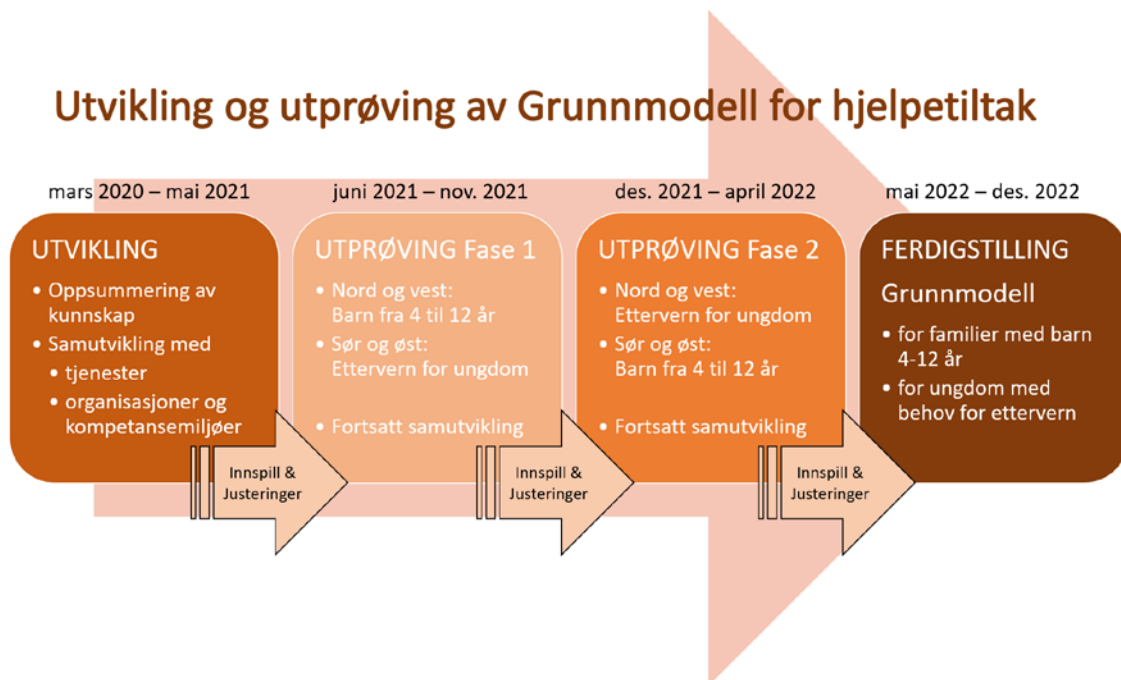 Utvikling og utprøving av Grunnmodell for hjelpetiltak
mars 2020 – mai 2021
UTVIKLING
• Oppsummering av
kunnskap
• Samutvikling med
• tjenester
• organisasjoner og
kompetansemiljøer
Innspill &
Justeringer
juni 2021 – nov. 2021
UTPRØVING Fase 1
• Nord og vest:
Barn fra 4 til 12 år
• Sør og øst:
Ettervern for ungdom
• Fortsatt samutvikling
Innspill &
Justeringer
des. 2021 – april 2022
UTPRØVING Fase 2
• Nord og vest:
Ettervern for ungdom
• Sør og øst:
Barn fra 4 til 12 år
• Fortsatt samutvikling
Innspill &
Justeringer
mai 2022 – des. 2022
FERDIGSTILLING
Grunnmodell
• for familier med barn
4-12 år
• for ungdom med
behov for ettervern